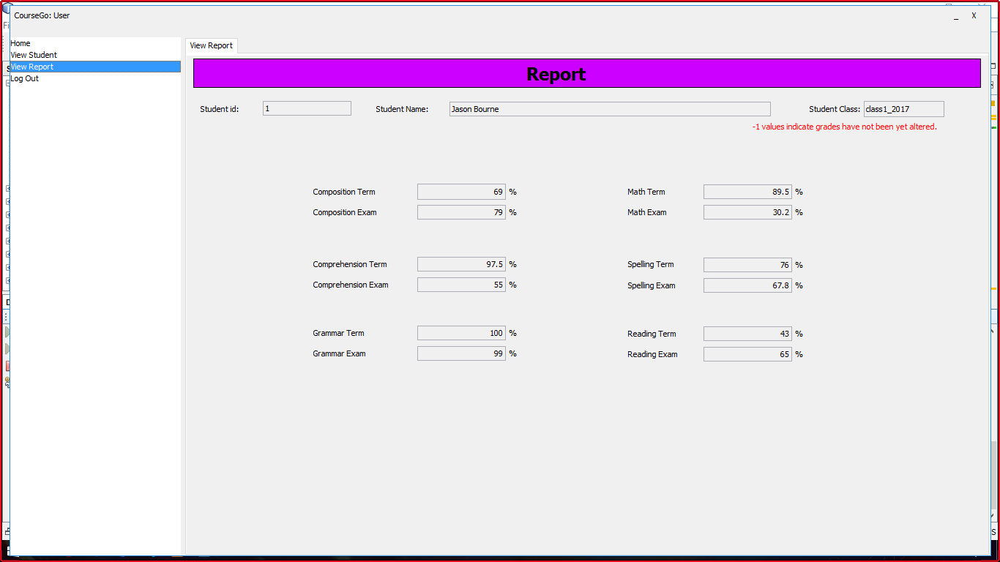 CourseGo: User
_ X
Home
View Student
View Report
Log Out
View Report
Report
Student id: 1 Student Name: Jason Bourne Student Class: class1_2017
-1 values indicate grades have not been yet altered.
Composition Term 69 % Math Term 89.5 %
Composition Exam 79 % Math Exam 30.2 %
Comprehension Term 97.5 % Spelling Term 76 %
Comprehension Exam 55 % Spelling Exam 67.8 %
Grammar Term 100 % Reading Term 43 %
Grammar Exam 99 % Reading Exam 65 %